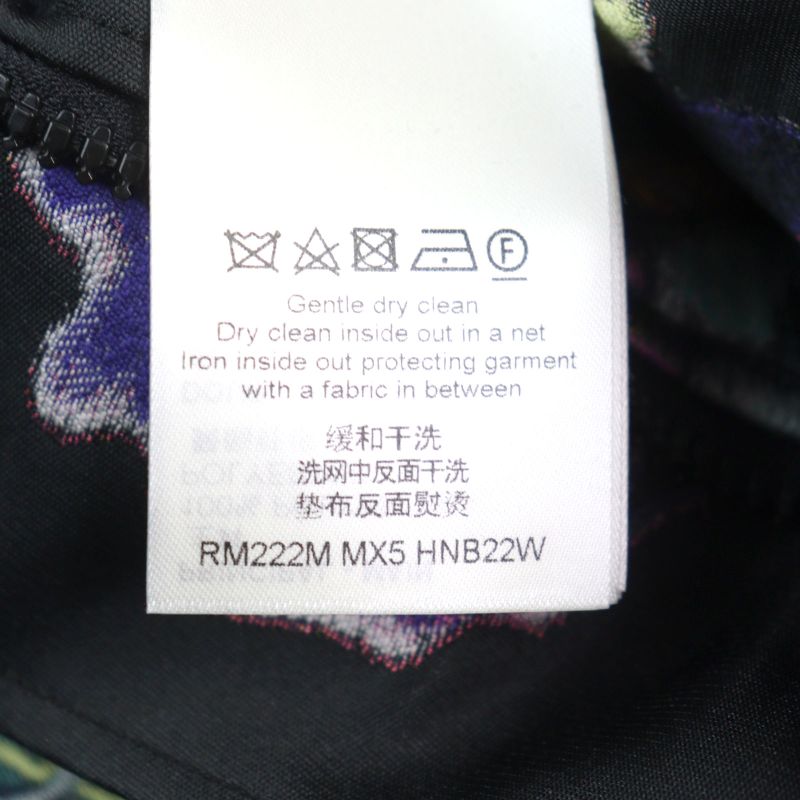 F
Gentle dry clean
Dry clean inside out in a net
Iron inside out protecting garment
with a fabric in between
缓和干洗
洗网中反面干洗
垫布反面熨烫
RM222M MX5 HNB22W